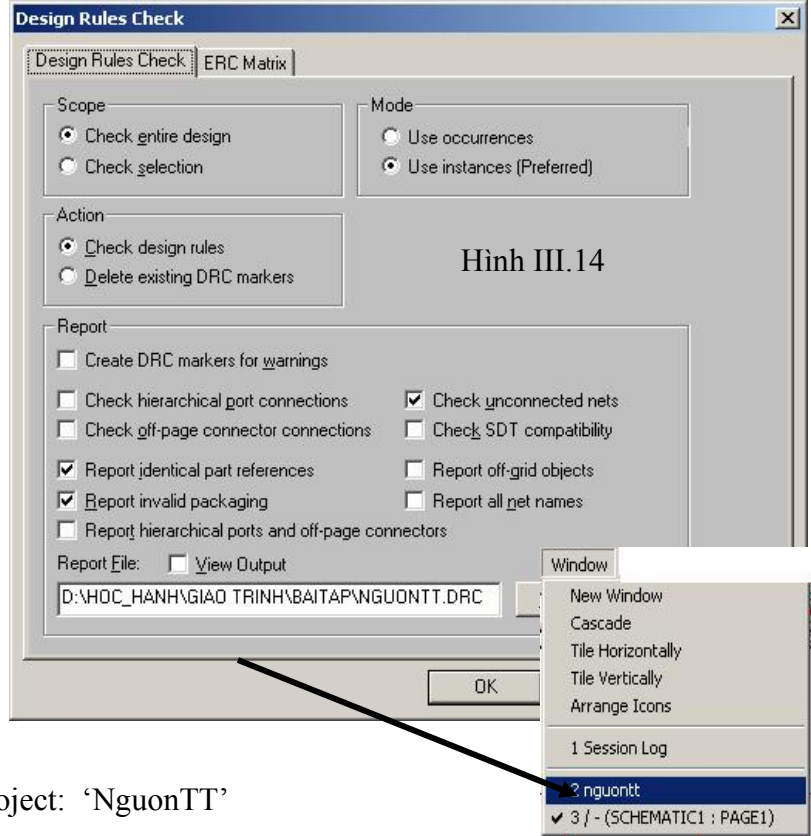 Design Rules Check
Design Rules Check ERC Matrix
Scope
Check entire design
Check selection
Mode
Use occurrences
Use instances (Preferred)
Action
Check design rules
Delete existing DRC markers
Hình III.14
Report
Create DRC markers for warnings
Check hierarchical port connections
Check unconnected nets
Check off-page connector connections
Check SDT compatibility
Report identical part references
Report off-grid objects
Report invalid packaging
Report all net names
Report hierarchical ports and off-page connectors
Report File: View Output
D:\HOC_HANH\GIAO TRINH\BAITAP\NGUONTT.DRC
OK
Window
New Window
Cascade
Tile Horizontally
Tile Vertically
Arrange Icons
1 Session Log
2 nguontt
3 / - (SCHEMATIC1 : PAGE1)
oject: ‘NguonTT’